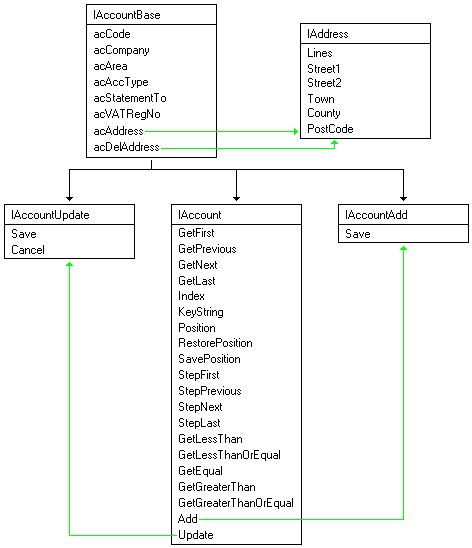 IAccountBase
acCode
acCompany
acArea
acAccType
acStatementTo
acVATRegNo
acAddress
acDelAddress
IAddress
Lines
Street1
Street2
Town
County
PostCode
IAccountUpdate
Save
Cancel
IAccount
GetFirst
GetPrevious
GetNext
GetLast
Index
KeyString
Position
RestorePosition
SavePosition
StepFirst
StepPrevious
StepNext
StepLast
GetLessThan
GetLessThanOrEqual
GetEqual
GetGreaterThan
GetGreaterThanOrEqual
Add
Update
IAccountAdd
Save